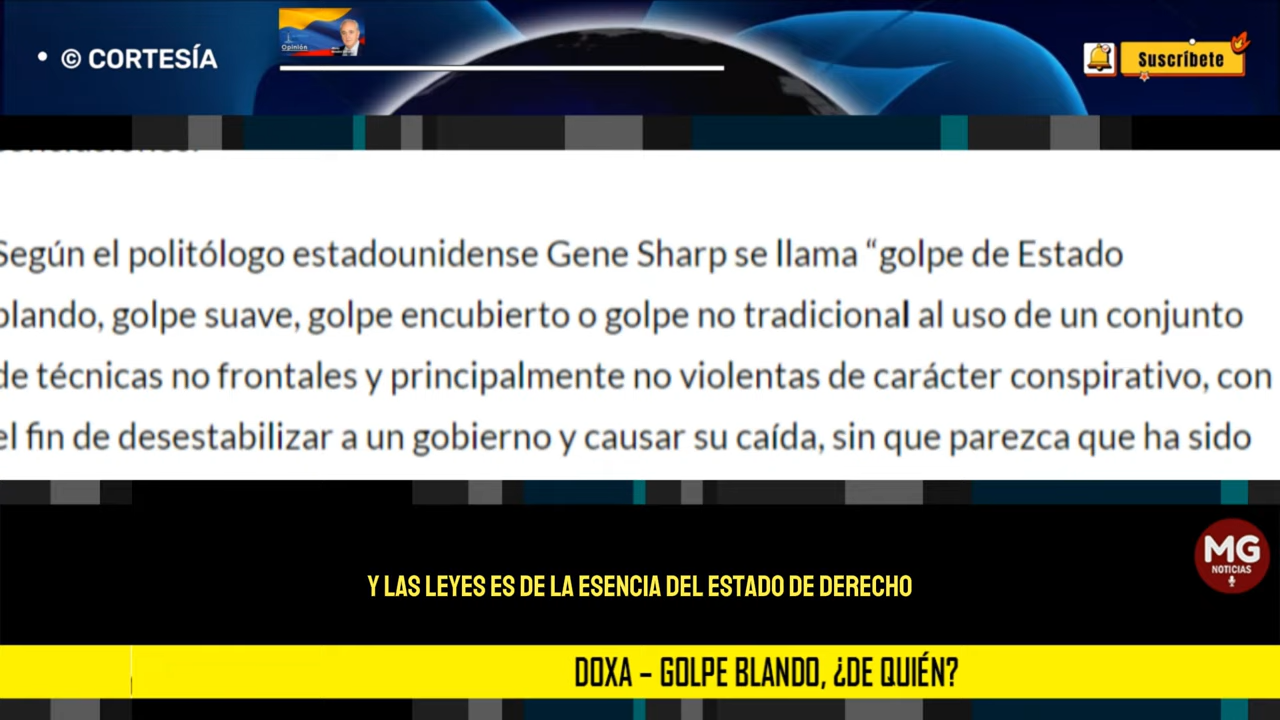 • © CORTESÍA
Opinión
Suscríbete
Según el politólogo estadounidense Gene Sharp se llama “golpe de Estado
blando, golpe suave, golpe encubierto o golpe no tradicional al uso de un conjunto
de técnicas no frontales y principalmente no violentas de carácter conspirativo, con
el fin de desestabilizar a un gobierno y causar su caída, sin que parezca que ha sido
MG
NOTICIAS
Y LAS LEYES ES DE LA ESENCIA DEL ESTADO DE DERECHO
DOXA – GOLPE BLANDO, ¿DE QUIÉN?